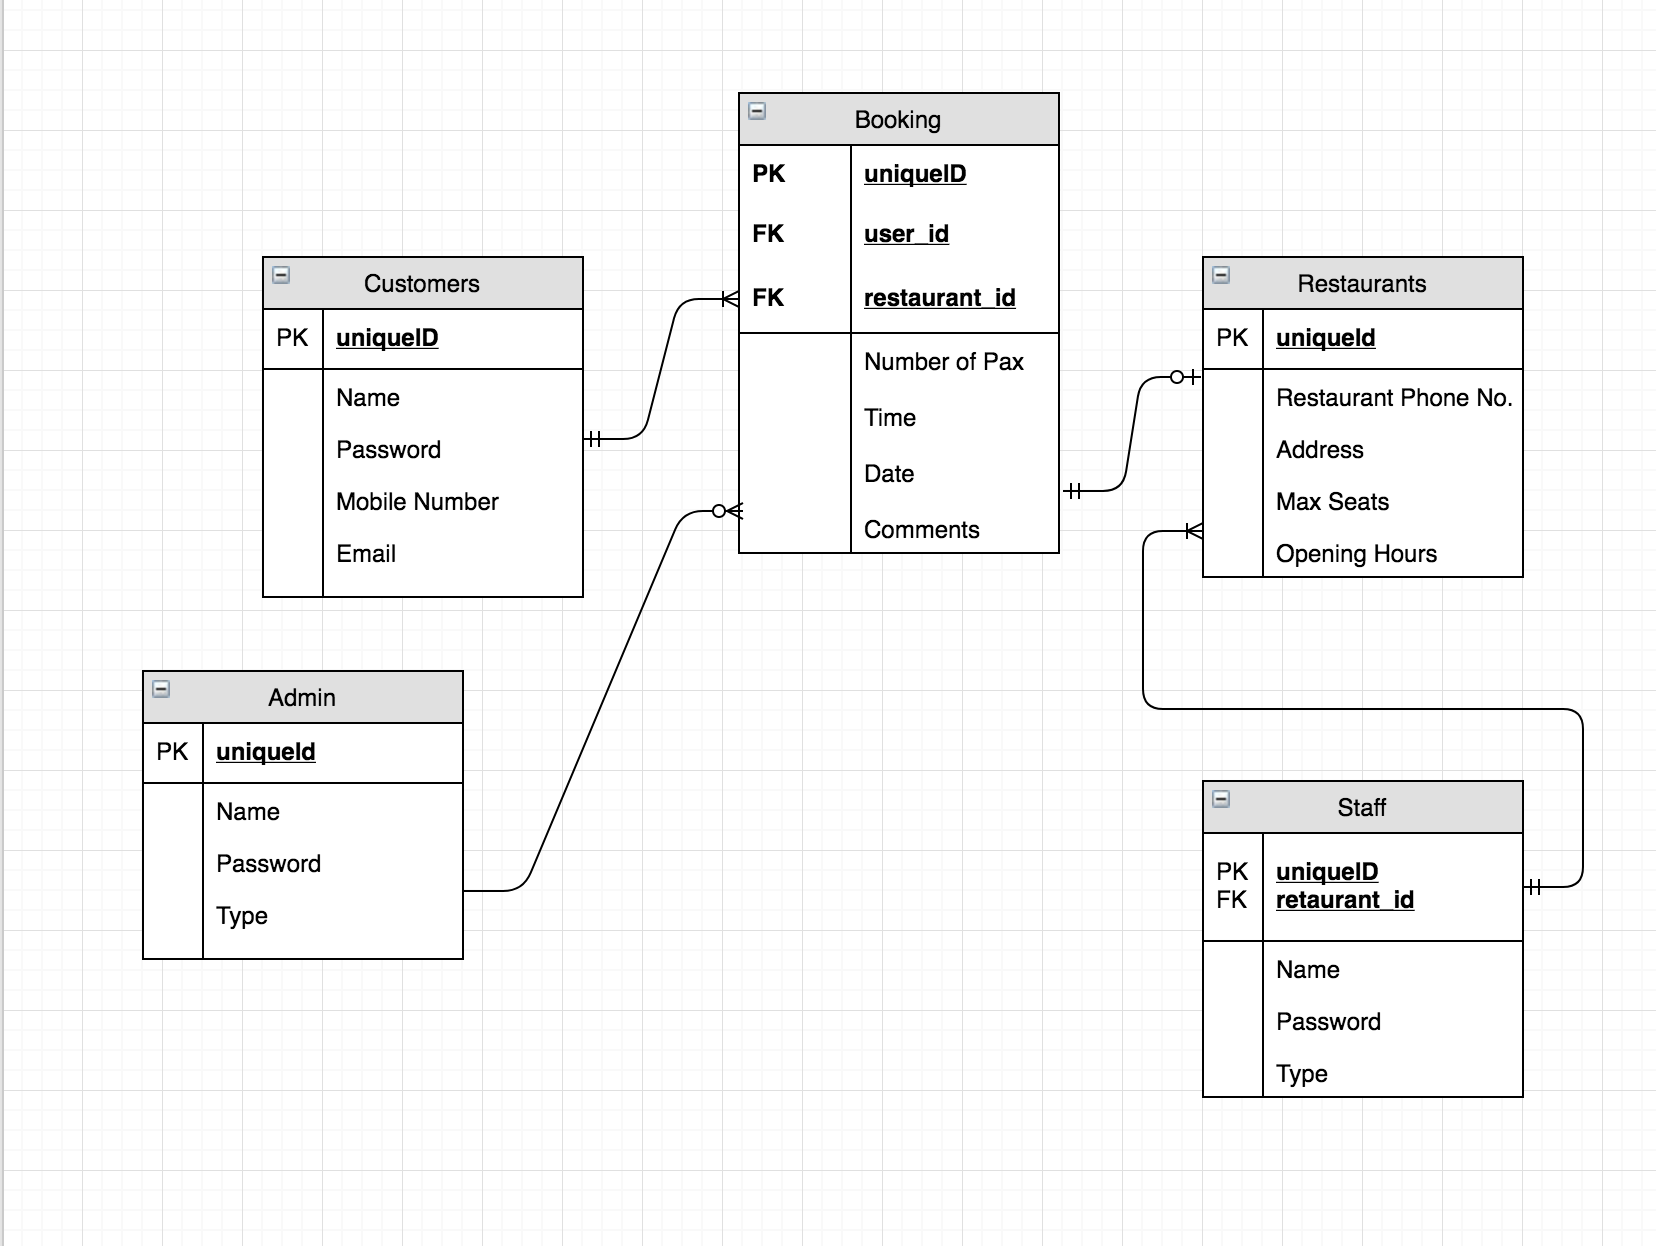 Booking
PK uniqueID
FK user_id
FK restaurant_id
Number of Pax
Time
Date
Comments
Customers
PK uniqueID
Name
Password
Mobile Number
Email
Restaurants
PK uniqueId
Restaurant Phone No.
Address
Max Seats
Opening Hours
Admin
PK uniqueId
Name
Password
Type
Staff
PK uniqueID
FK retaurant_id
Name
Password
Type